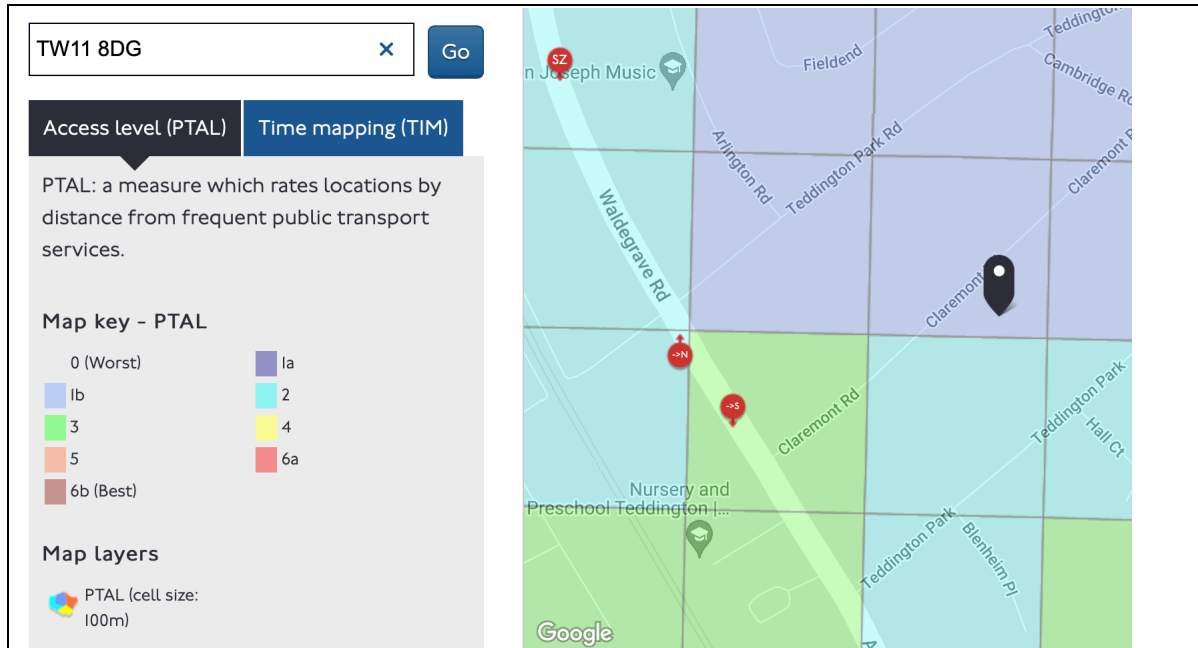 TW11 8DG
Go
Access level (PTAL)
Time mapping (TIM)
PTAL: a measure which rates locations by
distance from frequent public transport
services.
Map key - PTAL
0 (Worst)
Ia
Ib
2
3
4
5
6a
6b (Best)
Map layers
PTAL (cell size:
100m)
SZ
n Joseph Music
Fieldend
Teddington
Cambridge Rd
Arlington Rd
Teddington Park Rd
Claremont R
Waldegrave Rd
Claremont
->N
->S
Claremont Rd
Teddington Park
Hall Ct
Nursery and
Preschool Teddington |...
Teddington Park
Blenheim Pl
Google
A